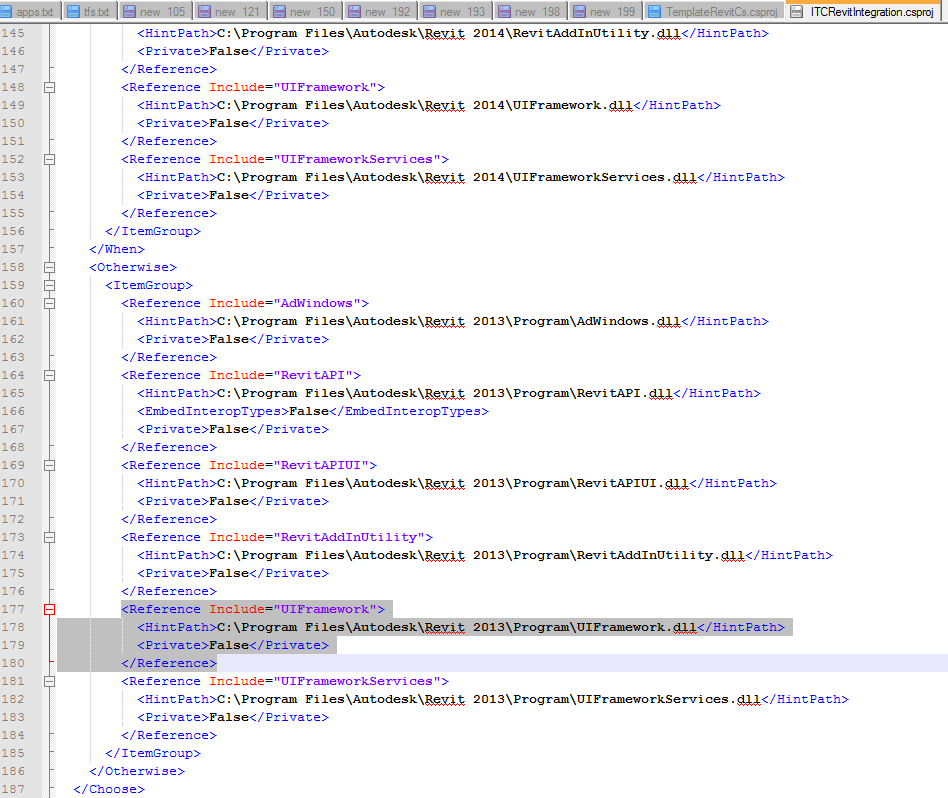 apps.txt tfs.txt new 105 new 121 new 150 new 192 new 193 new 198 new 199 TemplateRevitCs.csproj ITCRevitIntegration.csproj
145 <HintPath>C:\Program Files\Autodesk\Revit 2014\RevitAddInUtility.dll</HintPath>
146 <Private>False</Private>
147 </Reference>
148 <Reference Include="UIFramework">
149 <HintPath>C:\Program Files\Autodesk\Revit 2014\UIFramework.dll</HintPath>
150 <Private>False</Private>
151 </Reference>
152 <Reference Include="UIFrameworkServices">
153 <HintPath>C:\Program Files\Autodesk\Revit 2014\UIFrameworkServices.dll</HintPath>
154 <Private>False</Private>
155 </Reference>
156 </ItemGroup>
157 </When>
158 <Otherwise>
159 <ItemGroup>
160 <Reference Include="AdWindows">
161 <HintPath>C:\Program Files\Autodesk\Revit 2013\Program\AdWindows.dll</HintPath>
162 <Private>False</Private>
163 </Reference>
164 <Reference Include="RevitAPI">
165 <HintPath>C:\Program Files\Autodesk\Revit 2013\Program\RevitAPI.dll</HintPath>
166 <EmbedInteropTypes>False</EmbedInteropTypes>
167 <Private>False</Private>
168 </Reference>
169 <Reference Include="RevitAPIUI">
170 <HintPath>C:\Program Files\Autodesk\Revit 2013\Program\RevitAPIUI.dll</HintPath>
171 <Private>False</Private>
172 </Reference>
173 <Reference Include="RevitAddInUtility">
174 <HintPath>C:\Program Files\Autodesk\Revit 2013\Program\RevitAddInUtility.dll</HintPath>
175 <Private>False</Private>
176 </Reference>
177 <Reference Include="UIFramework">
178 <HintPath>C:\Program Files\Autodesk\Revit 2013\Program\UIFramework.dll</HintPath>
179 <Private>False</Private>
180 </Reference>
181 <Reference Include="UIFrameworkServices">
182 <HintPath>C:\Program Files\Autodesk\Revit 2013\Program\UIFrameworkServices.dll</HintPath>
183 <Private>False</Private>
184 </Reference>
185 </ItemGroup>
186 </Otherwise>
187 </Choose>